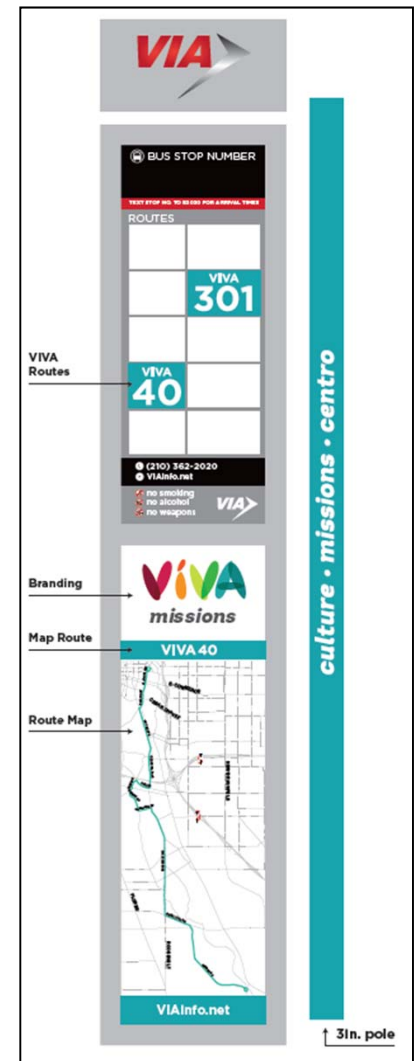 VIA
BUS STOP NUMBER
TEXT STOP NO. TO 52020 FOR ARRIVAL TIMES
ROUTES
VIVA
301
VIVA
Routes
VIVA
40
(210) 362-2020
VIAinfo.net
no smoking
no alcohol
no weapons
VIA
Branding
VíVA
missions
Map Route
VIVA 40
Route Map
VIAinfo.net
culture • missions • centro
3in. pole